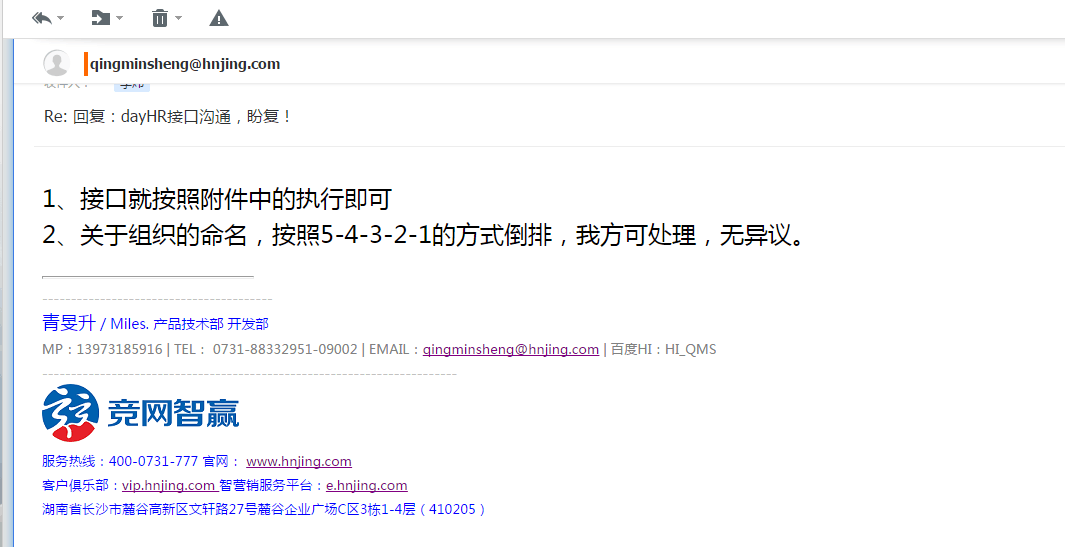 qingminsheng@hnjing.com
Re: 回复：dayHR接口沟通，盼复！
1、接口就按照附件中的执行即可
2、关于组织的命名，按照5-4-3-2-1的方式倒排，我方可处理，无异议。
----------------------------------------
青旻升 / Miles. 产品技术部 开发部
MP：13973185916 | TEL： 0731-88332951-09002 | EMAIL：qingminsheng@hnjing.com | 百度HI：HI_QMS
------------------------------------------------------------------------
竞网智赢
服务热线：400-0731-777 官网： www.hnjing.com
客户俱乐部：vip.hnjing.com 智营销服务平台：e.hnjing.com
湖南省长沙市麓谷高新区文轩路27号麓谷企业广场C区3栋1-4层（410205）